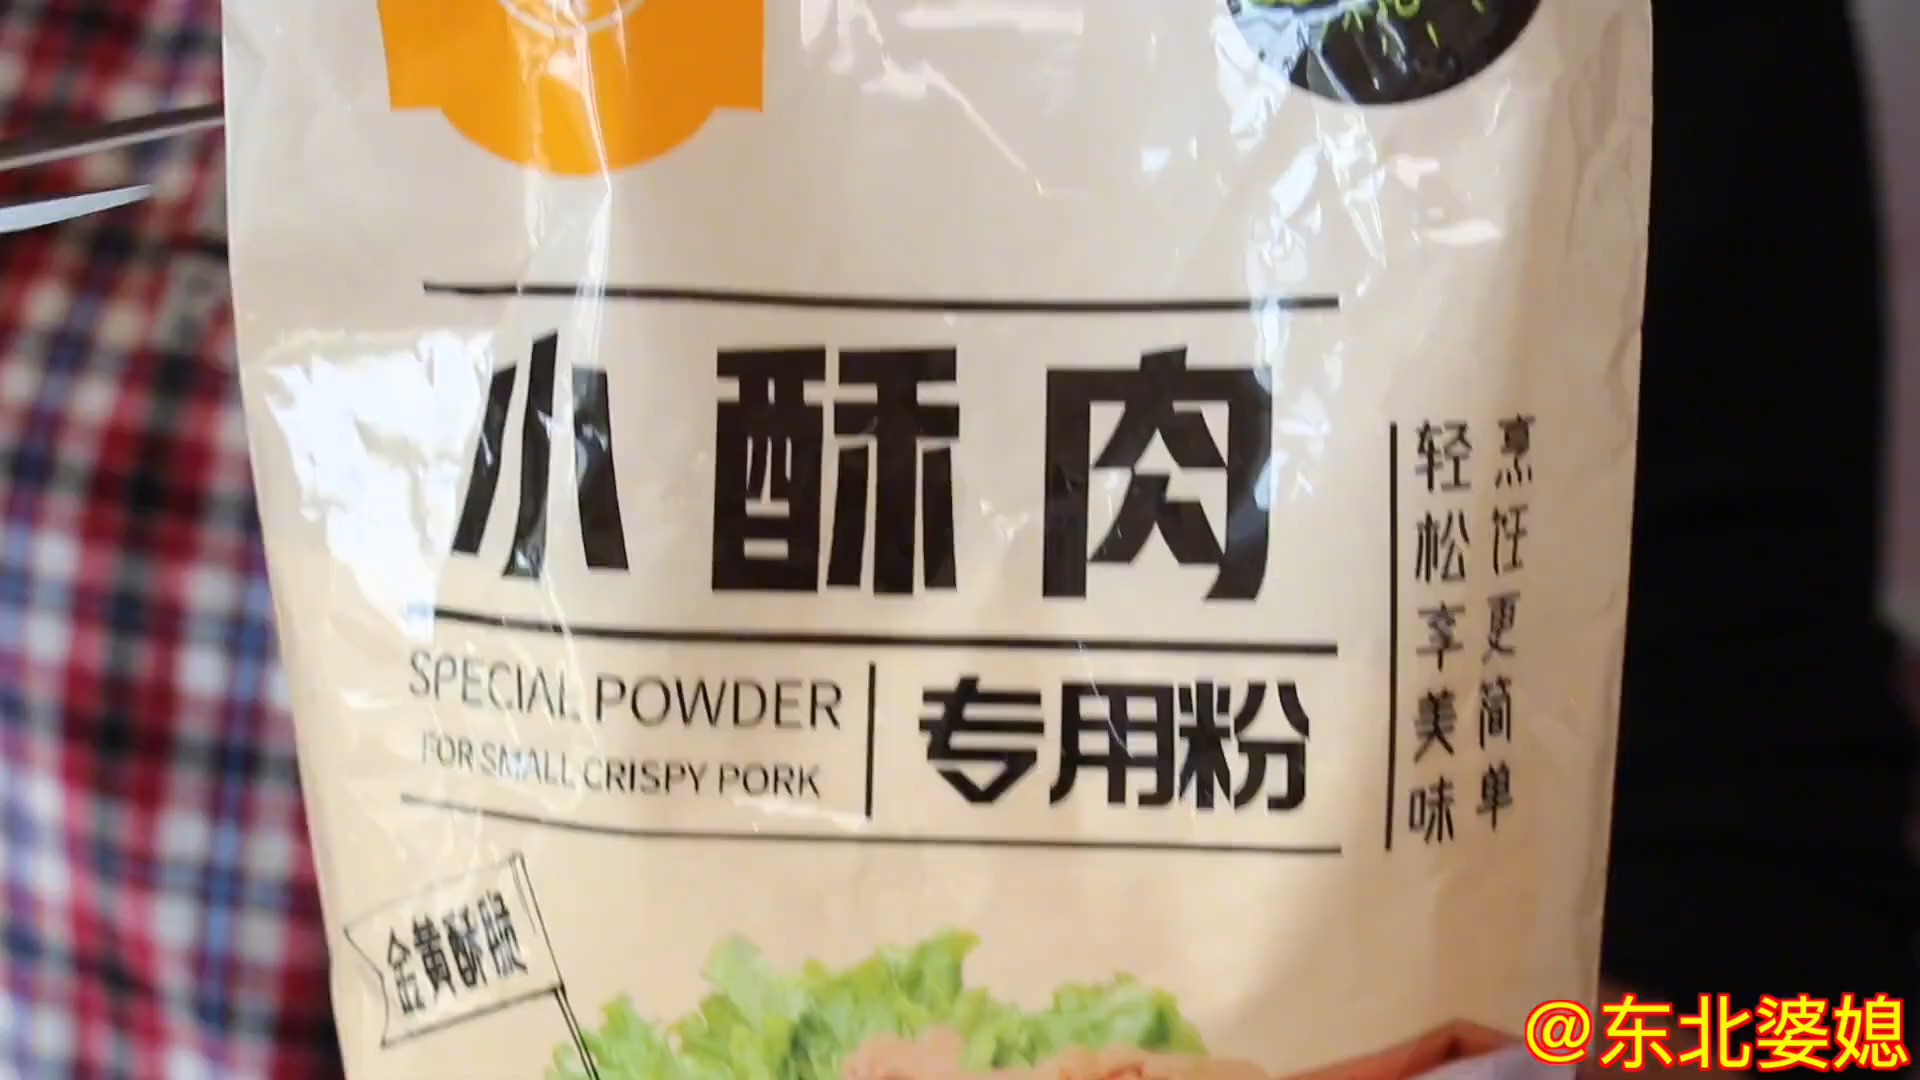 小酥肉
SPECIAL POWDER
FOR SMALL CRISPY PORK
专用粉
烹饪更简单
轻松享美味
金黄酥脆
@东北婆媳